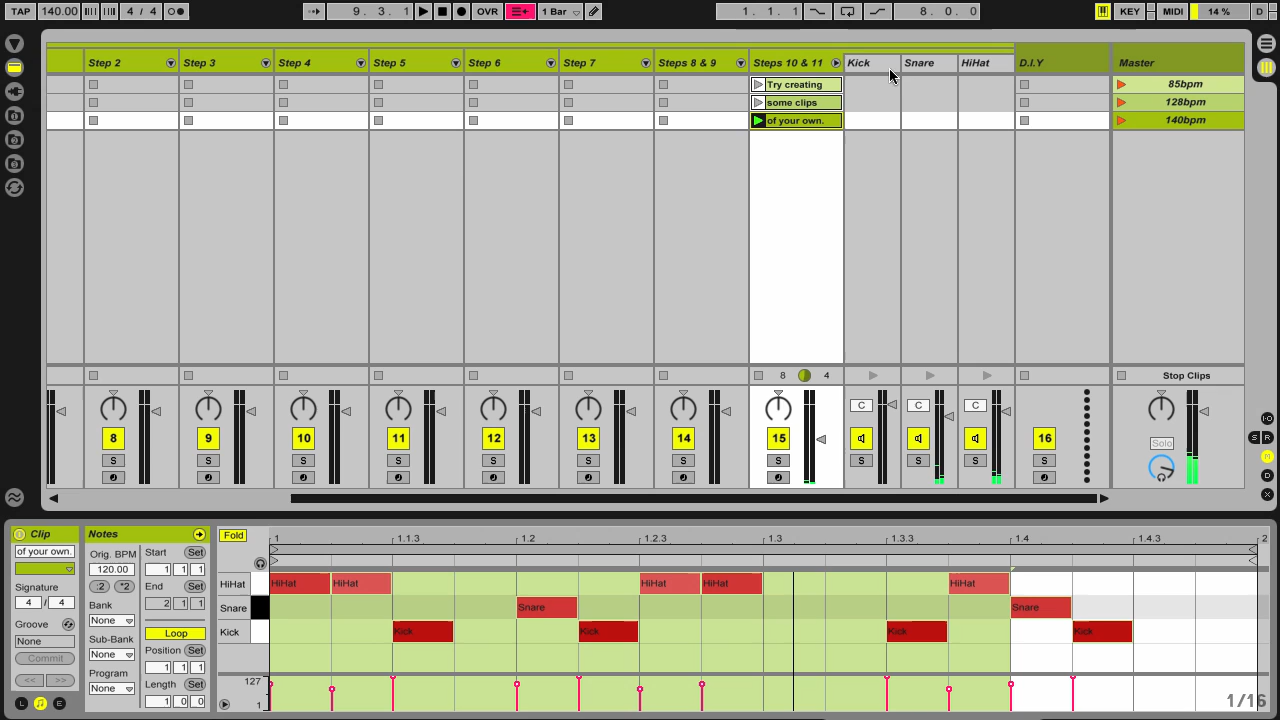 TAP 140.00 4 / 4 9. 3. 1 OVR 1 Bar 1. 1. 1 8. 0. 0 KEY MIDI 14 % D
Step 2 Step 3 Step 4 Step 5 Step 6 Step 7 Steps 8 & 9 Steps 10 & 11 Kick Snare HiHat D.I.Y Master
Try creating 85bpm
some clips 128bpm
of your own. 140bpm
8 4 Stop Clips
C C C
8 9 10 11 12 13 14 15 16 Solo
S S S S S S S S S S S S
S R
M
D
Clip Notes Fold 1 1.1.3 1.2 1.2.3 1.3 1.3.3 1.4 1.4.3 2
of your own. Orig. BPM Start Set
120.00 1 1 1
Signature :2 *2 End Set
4 / 4 Bank 2 1 1
Groove None Loop
None Sub-Bank Position Set
Commit None 1 1 1
<< >> Program Length Set
None 1 0 0
L E
HiHat HiHat HiHat HiHat HiHat HiHat
Snare Snare Snare
Kick Kick Kick Kick Kick
127
1 1/16